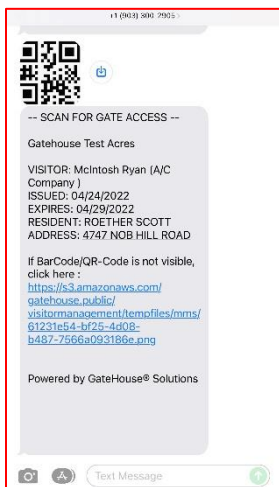 +1 (903) 300-2905
-- SCAN FOR GATE ACCESS --
Gatehouse Test Acres
VISITOR: McIntosh Ryan (A/C
Company )
ISSUED: 04/24/2022
EXPIRES: 04/29/2022
RESIDENT: ROETHER SCOTT
ADDRESS: 4747 NOB HILL ROAD
If BarCode/QR-Code is not visible,
click here :
https://s3.amazonaws.com/
gatehouse.public/
visitormanagement/tempfiles/mms/
61231e54-bf25-4d08-
b487-7566a093186e.png
Powered by GateHouse® Solutions
Text Message